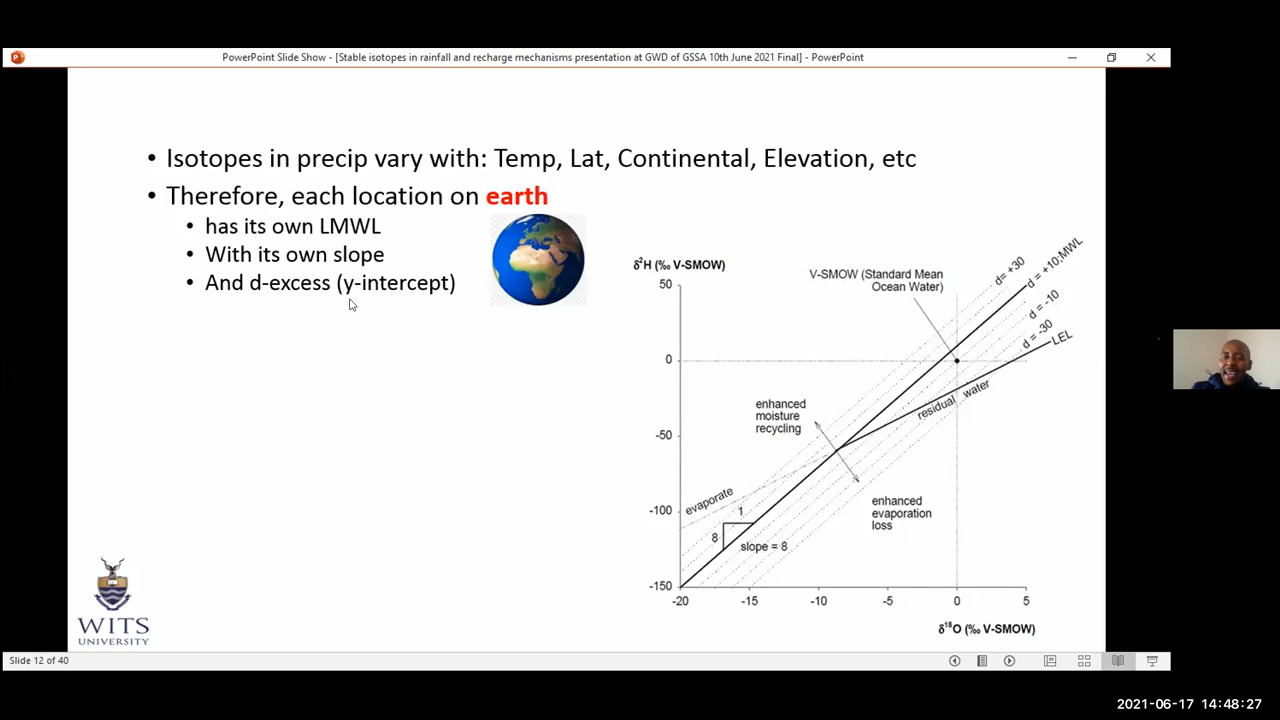 PowerPoint Slide Show - [Stable isotopes in rainfall and recharge mechanisms presentation at GWD of GSSA 10th June 2021 Final] - PowerPoint
• Isotopes in precip vary with: Temp, Lat, Continental, Elevation, etc
• Therefore, each location on earth
• has its own LMWL
• With its own slope
• And d-excess (y-intercept)
δ²H (‰ V-SMOW)
V-SMOW (Standard Mean
Ocean Water)
d= +30
d = +10:MWL
d = -10
d = -30
LEL
50
0
-50
-100
-150
enhanced
moisture
recycling
residual water
evaporate
enhanced
evaporation
loss
1
8
slope = 8
-20
-15
-10
-5
0
5
δ¹⁸O (‰ V-SMOW)
WITS
UNIVERSITY
Slide 12 of 40
2021-06-17 14:48:27